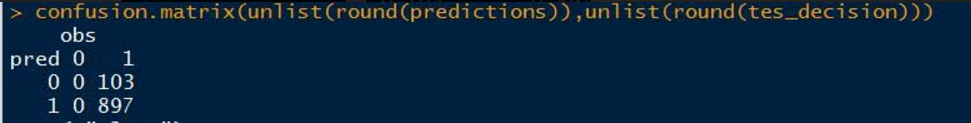 > confusion.matrix(unlist(round(predictions)),unlist(round(tes_decision)))
obs
pred 0 1
0 0 103
1 0 897